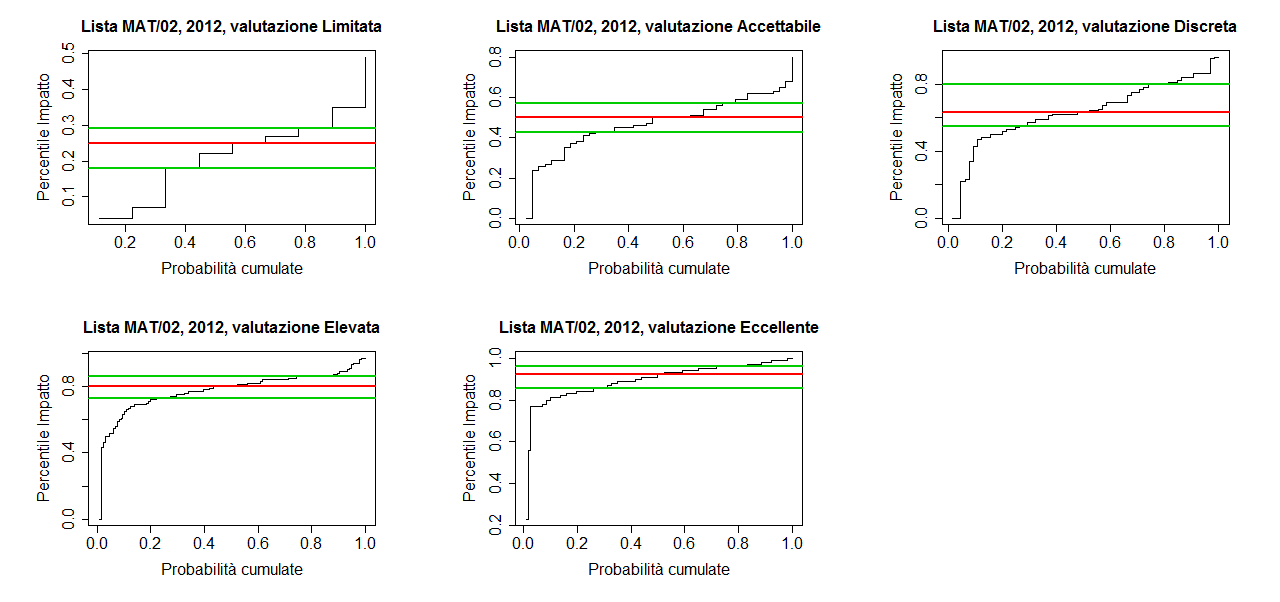 Lista MAT/02, 2012, valutazione Limitata
Percentile Impatto
0.1 0.2 0.3 0.4 0.5
0.2 0.4 0.6 0.8 1.0
Probabilità cumulate
Lista MAT/02, 2012, valutazione Accettabile
Percentile Impatto
0.0 0.2 0.4 0.6 0.8
0.0 0.2 0.4 0.6 0.8 1.0
Probabilità cumulate
Lista MAT/02, 2012, valutazione Discreta
Percentile Impatto
0.0 0.4 0.8
0.0 0.2 0.4 0.6 0.8 1.0
Probabilità cumulate
Lista MAT/02, 2012, valutazione Elevata
Percentile Impatto
0.0 0.4 0.8
0.0 0.2 0.4 0.6 0.8 1.0
Probabilità cumulate
Lista MAT/02, 2012, valutazione Eccellente
Percentile Impatto
0.2 0.4 0.6 0.8 1.0
0.0 0.2 0.4 0.6 0.8 1.0
Probabilità cumulate